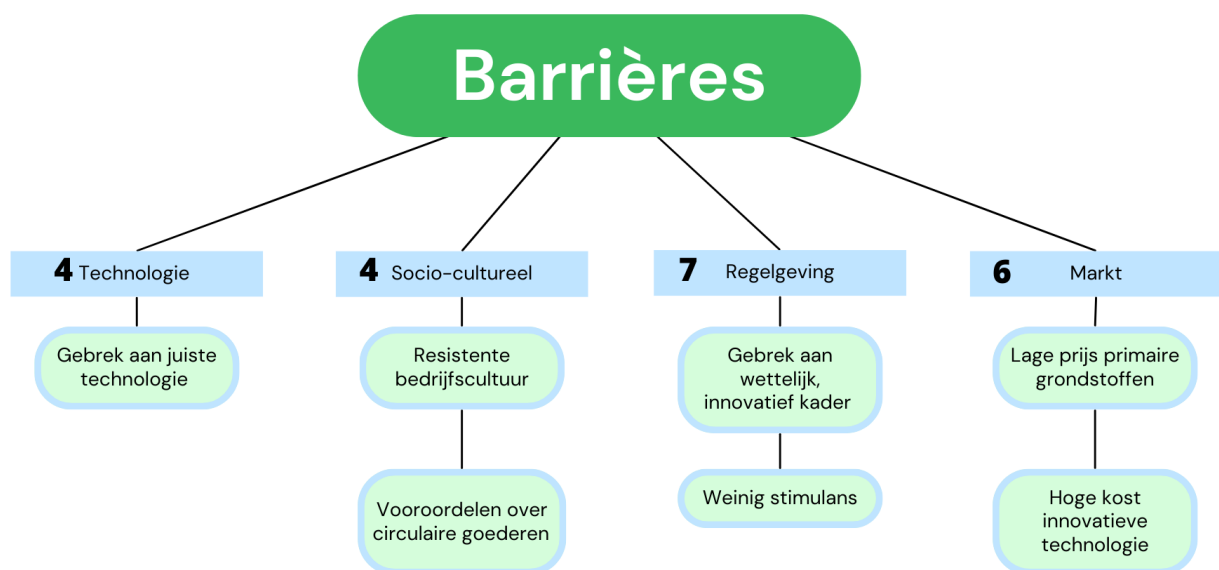 Barrières
4 Technologie
4 Socio-cultureel
7 Regelgeving
6 Markt
Gebrek aan juiste
technologie
Resistente
bedrijfscultuur
Gebrek aan
wettelijk,
innovatief kader
Lage prijs primaire
grondstoffen
Vooroordelen over
circulaire goederen
Weinig stimulans
Hoge kost
innovatieve
technologie